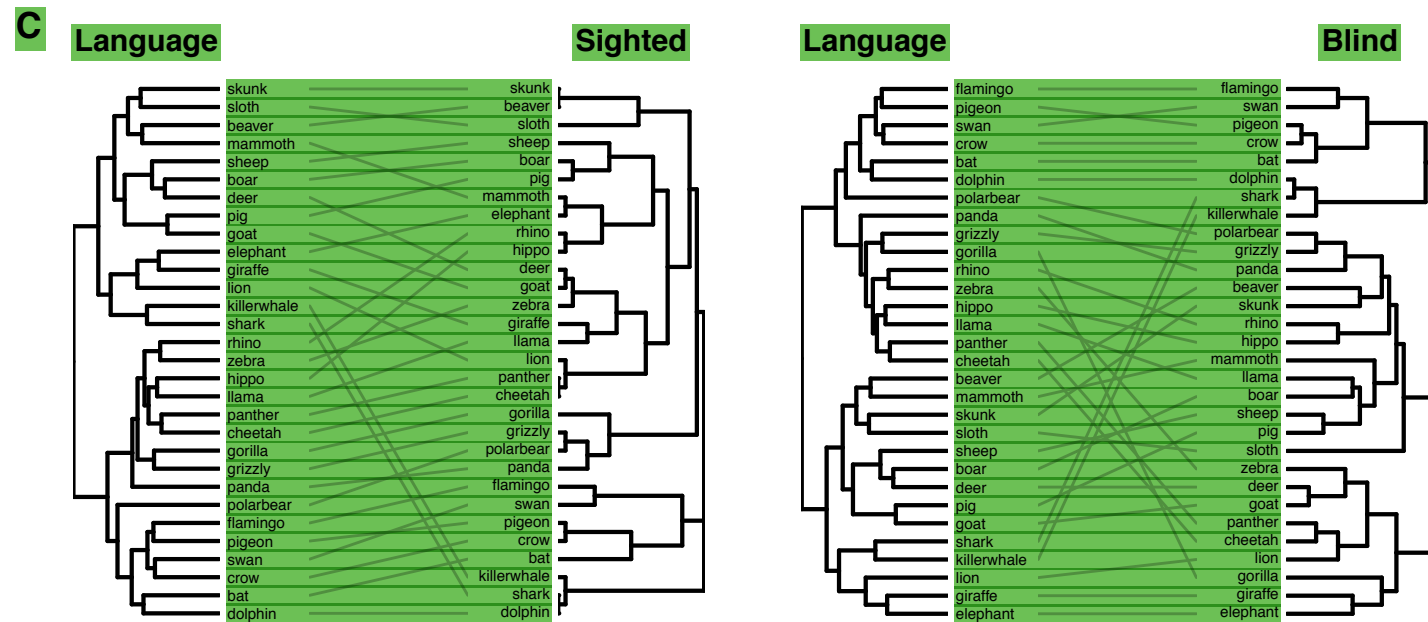 C
Language Sighted Language Blind
skunk skunk flamingo flamingo
sloth beaver pigeon swan
beaver sloth swan pigeon
mammoth sheep crow crow
sheep boar bat bat
boar pig dolphin dolphin
deer mammoth polarbear shark
pig elephant panda killerwhale
goat rhino grizzly polarbear
elephant hippo gorilla grizzly
giraffe deer rhino panda
lion goat zebra beaver
killerwhale zebra hippo skunk
shark giraffe llama rhino
rhino llama panther hippo
zebra lion cheetah mammoth
hippo panther beaver llama
llama cheetah mammoth boar
panther gorilla skunk sheep
cheetah grizzly sloth pig
gorilla polarbear sheep sloth
grizzly panda boar zebra
panda flamingo deer deer
polarbear swan pig goat
flamingo pigeon goat panther
pigeon crow shark cheetah
swan bat killerwhale lion
crow killerwhale lion gorilla
bat shark giraffe giraffe
dolphin dolphin elephant elephant